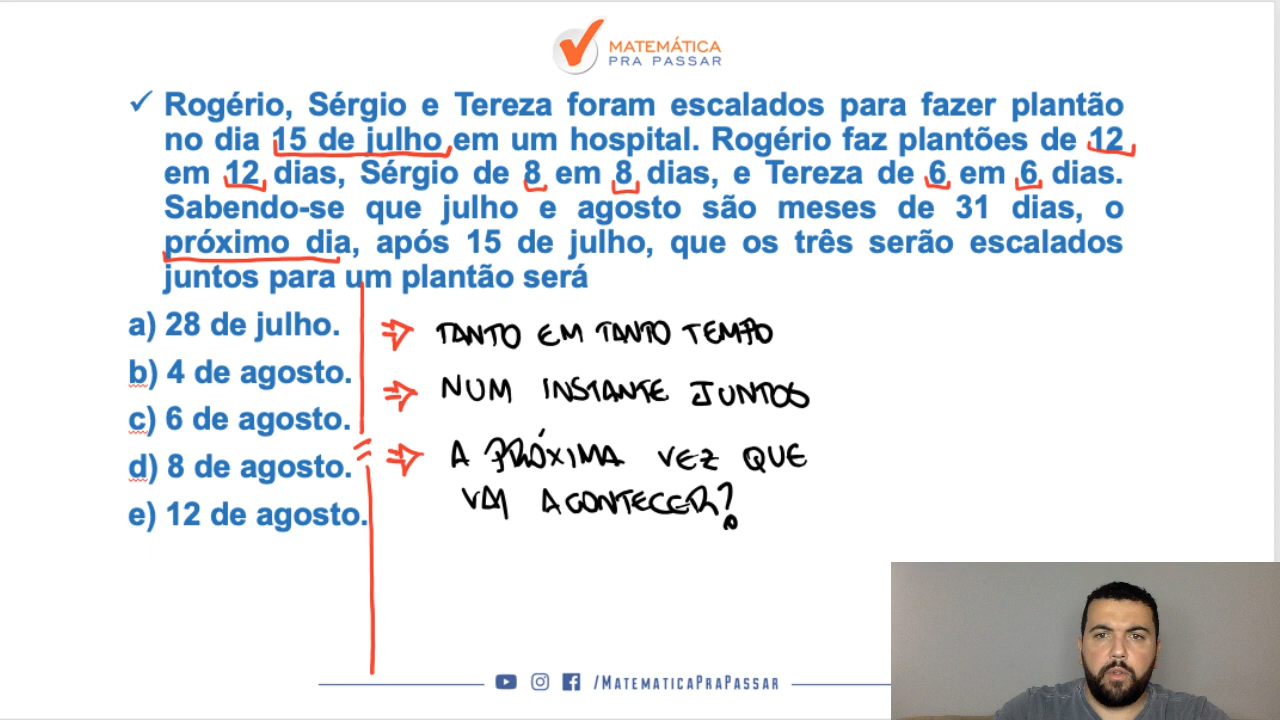 MATEMÁTICA
PRA PASSAR
Rogério, Sérgio e Tereza foram escalados para fazer plantão
no dia 15 de julho em um hospital. Rogério faz plantões de 12
em 12 dias, Sérgio de 8 em 8 dias, e Tereza de 6 em 6 dias.
Sabendo-se que julho e agosto são meses de 31 dias, o
próximo dia, após 15 de julho, que os três serão escalados
juntos para um plantão será
a) 28 de julho.
b) 4 de agosto.
c) 6 de agosto.
d) 8 de agosto.
e) 12 de agosto.
TANTO EM TANTO TEMPO
NUM INSTANTE JUNTOS
A PRÓXIMA VEZ QUE
VAI ACONTECER?
/MATEMATICAPRAPASSAR